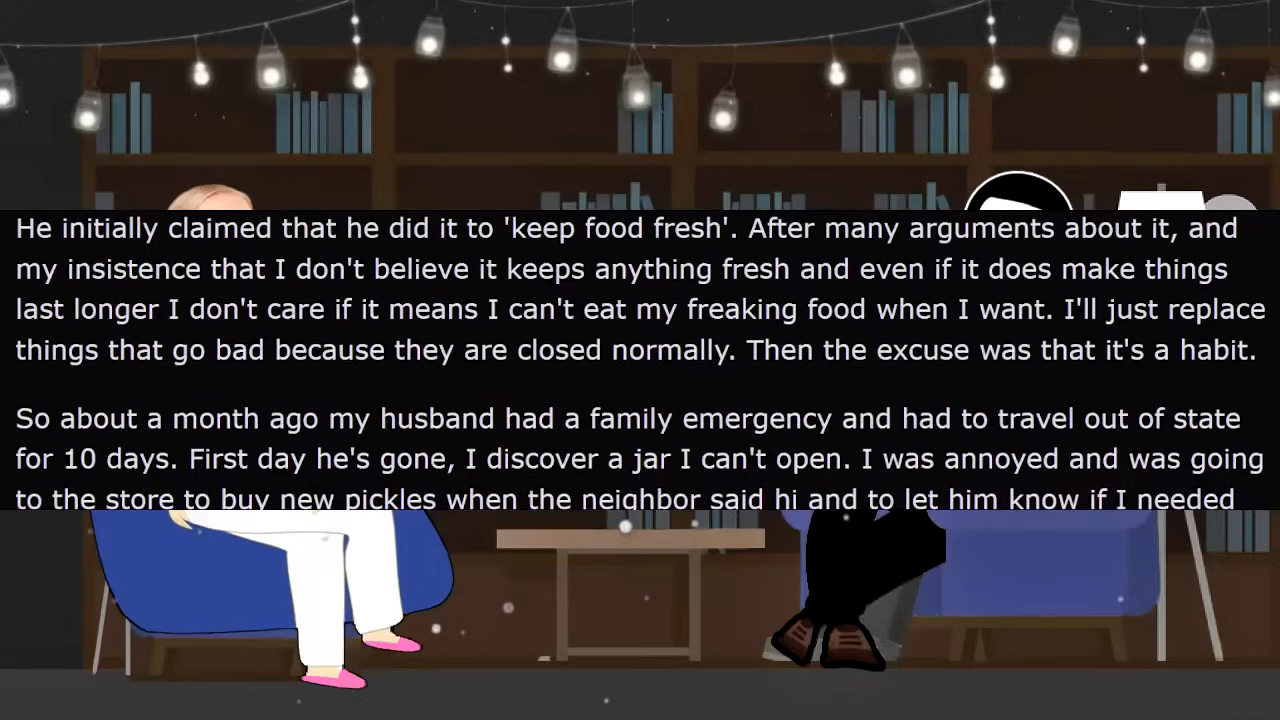 He initially claimed that he did it to 'keep food fresh'. After many arguments about it, and
my insistence that I don't believe it keeps anything fresh and even if it does make things
last longer I don't care if it means I can't eat my freaking food when I want. I'll just replace
things that go bad because they are closed normally. Then the excuse was that it's a habit.
So about a month ago my husband had a family emergency and had to travel out of state
for 10 days. First day he's gone, I discover a jar I can't open. I was annoyed and was going
to the store to buy new pickles when the neighbor said hi and to let him know if I needed